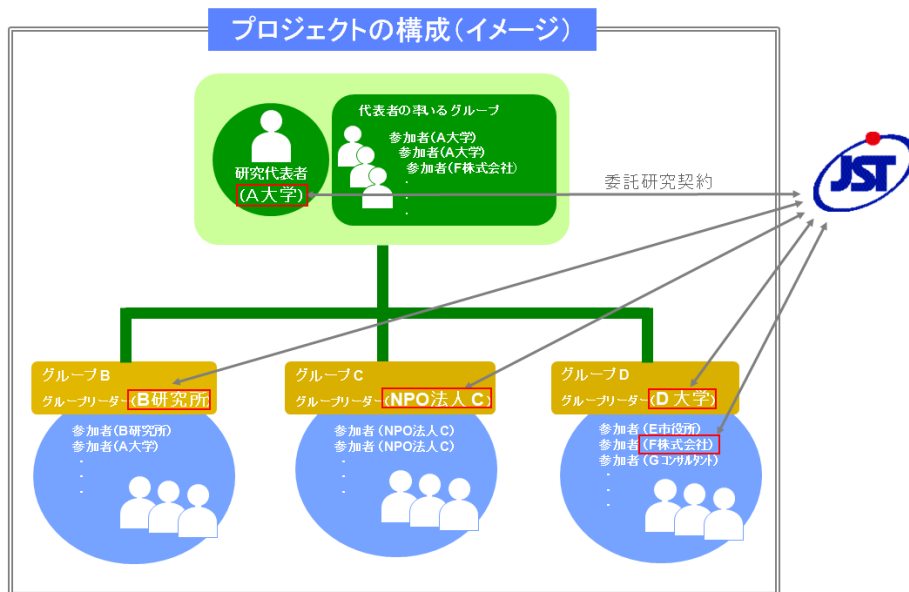 プロジェクトの構成(イメージ)
代表者の率いるグループ
参加者(A大学)
参加者(A大学)
参加者(F株式会社)
.
.
.
研究代表者
(A大学)
委託研究契約
JST
グループB
グループリーダー(B研究所)
参加者(B研究所)
参加者(A大学)
.
.
.
グループC
グループリーダー(NPO法人C)
参加者(NPO法人C)
参加者(NPO法人C)
.
.
.
グループD
グループリーダー(D大学)
参加者(E市役所)
参加者(F株式会社)
参加者(Gコンサルタント)
.
.
.